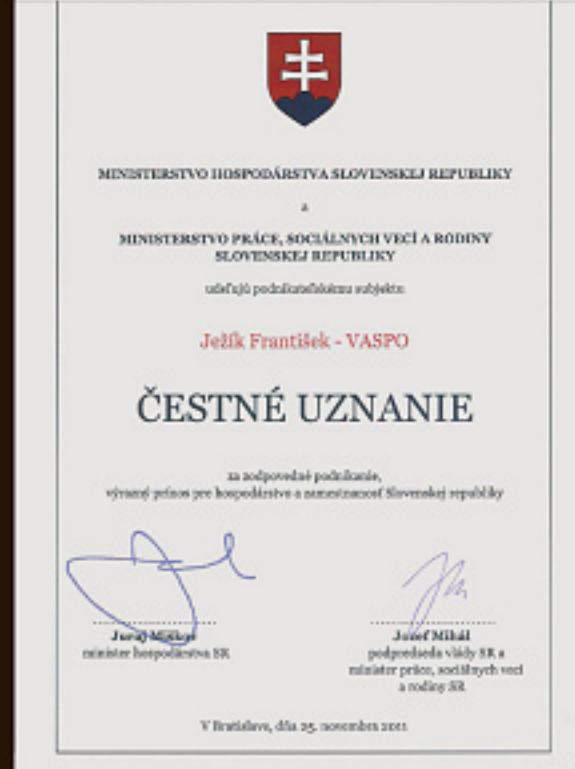 MINISTERSTVO HOSPODÁRSTVA SLOVENSKEJ REPUBLIKY
a
MINISTERSTVO PRÁCE, SOCIÁLNYCH VECÍ A RODINY
SLOVENSKEJ REPUBLIKY
udeľujú podnikateľskému subjektu
Ježík František - VASPO
ČESTNÉ UZNANIE
za zodpovedné podnikanie,
výrazný prínos pre hospodárstvo a zamestnanosť Slovenskej republiky
Juraj Miškov
minister hospodárstva SR
Jozef Mihál
podpredseda vlády SR a
minister práce, sociálnych vecí
a rodiny SR
V Bratislave, dňa 25. novembra 2011